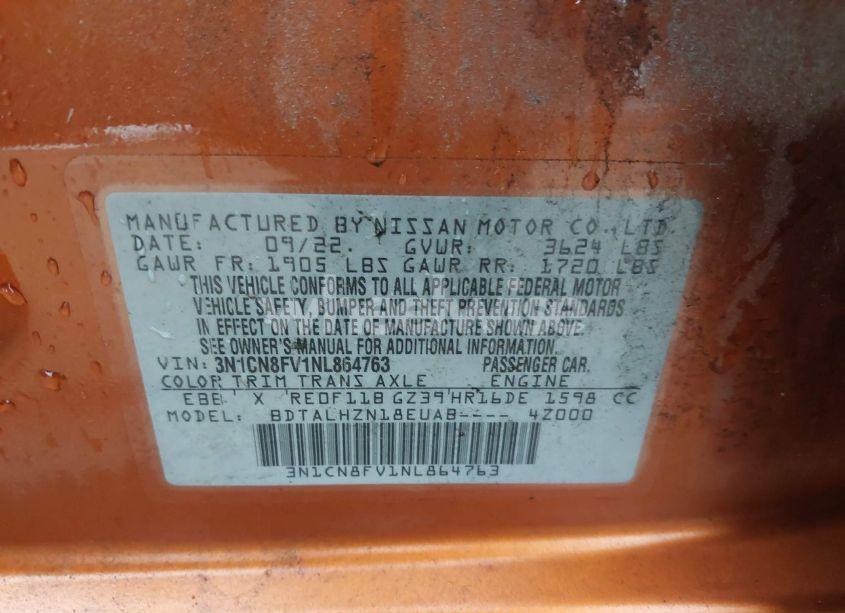 MANUFACTURED BY NISSAN MOTOR CO., LTD.
DATE: 09/22. GVWR: 3624 LBS
GAWR FR: 1905 LBS GAWR RR: 1720 LBS
THIS VEHICLE CONFORMS TO ALL APPLICABLE FEDERAL MOTOR
VEHICLE SAFETY, BUMPER AND THEFT PREVENTION STANDARDS
IN EFFECT ON THE DATE OF MANUFACTURE SHOWN ABOVE.
SEE OWNER'S MANUAL FOR ADDITIONAL INFORMATION.
VIN: 3N1CN8FV1NL864763 PASSENGER CAR.
COLOR TRIM TRANS AXLE ENGINE
EBB X RE0F11B GZ39 HR16DE 1598 CC
MODEL: BDTALHZN18EUAB---- 4Z000
3N1CN8FV1NL864763